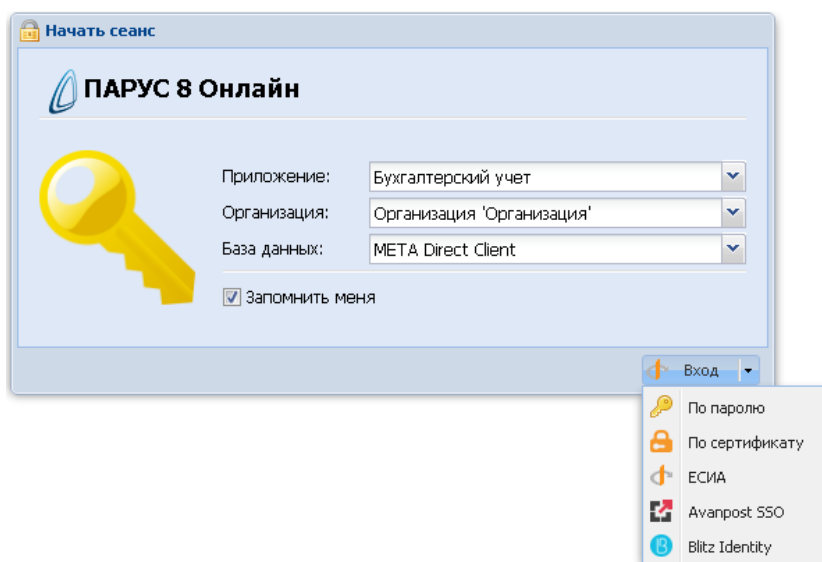 Начать сеанс
ПАРУС 8 Онлайн
Приложение: Бухгалтерский учет
Организация: Организация 'Организация'
База данных: META Direct Client
Запомнить меня
Вход
По паролю
По сертификату
ЕСИА
Avanpost SSO
Blitz Identity